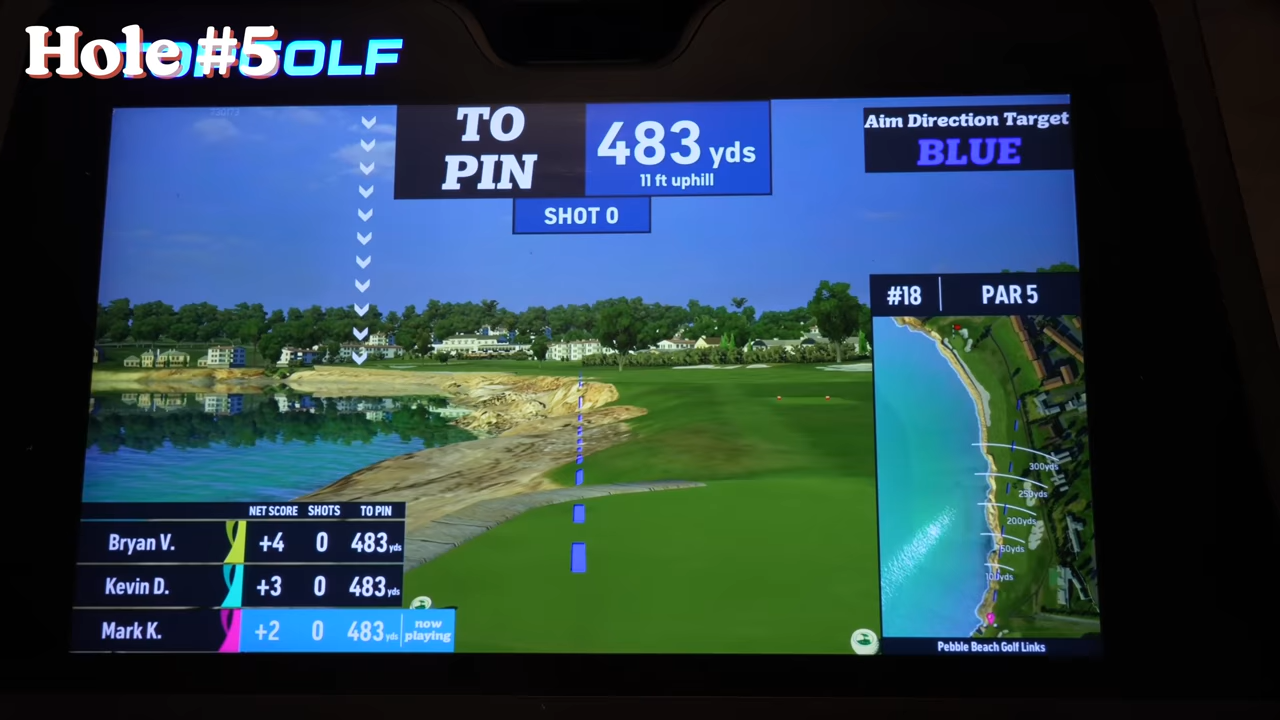 Hole #5
TOPGOLF
TO
PIN
483 yds
11 ft uphill
SHOT 0
Aim Direction Target
BLUE
#18 PAR 5
300yds
250yds
200yds
150yds
100yds
Pebble Beach Golf Links
NET SCORE SHOTS TO PIN
Bryan V. +4 0 483 yds
Kevin D. +3 0 483 yds
Mark K. +2 0 483 yds now
playing